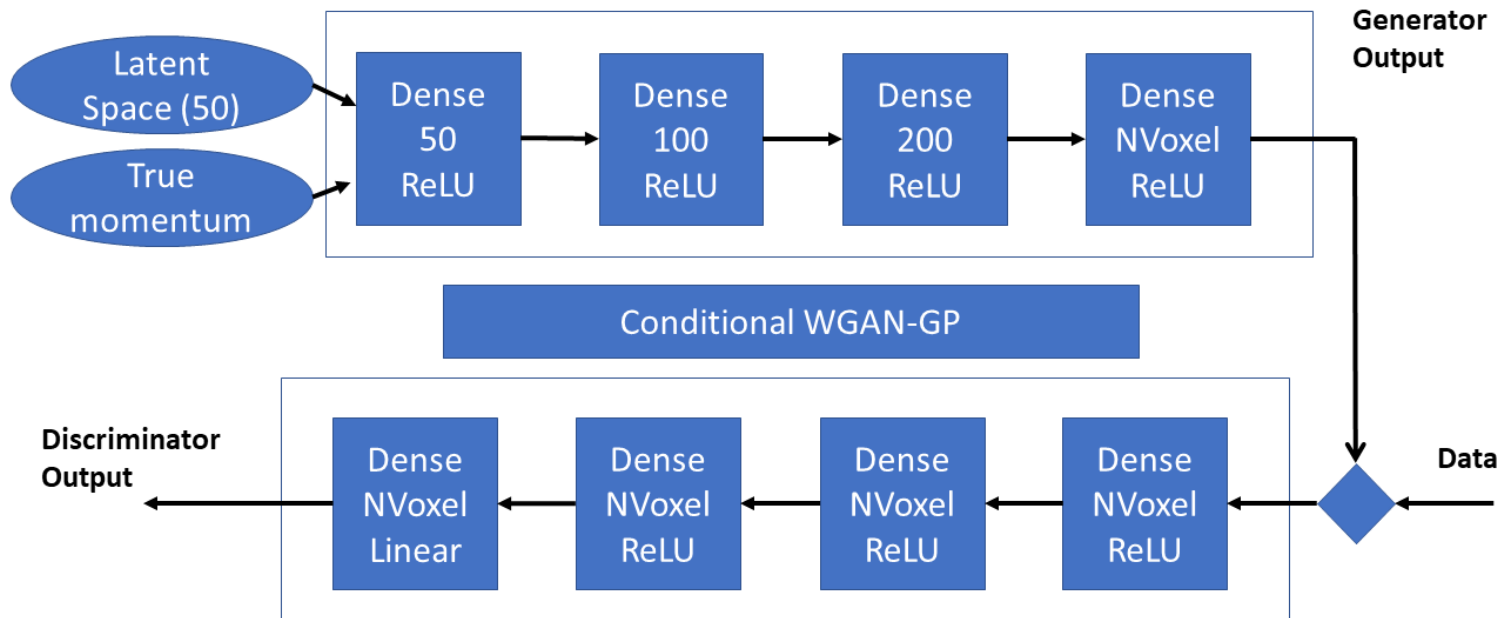 Latent
Space (50)
True
momentum
Dense
50
ReLU
Dense
100
ReLU
Dense
200
ReLU
Dense
NVoxel
ReLU
Generator
Output
Conditional WGAN-GP
Discriminator
Output
Dense
NVoxel
Linear
Dense
NVoxel
ReLU
Dense
NVoxel
ReLU
Dense
NVoxel
ReLU
Data